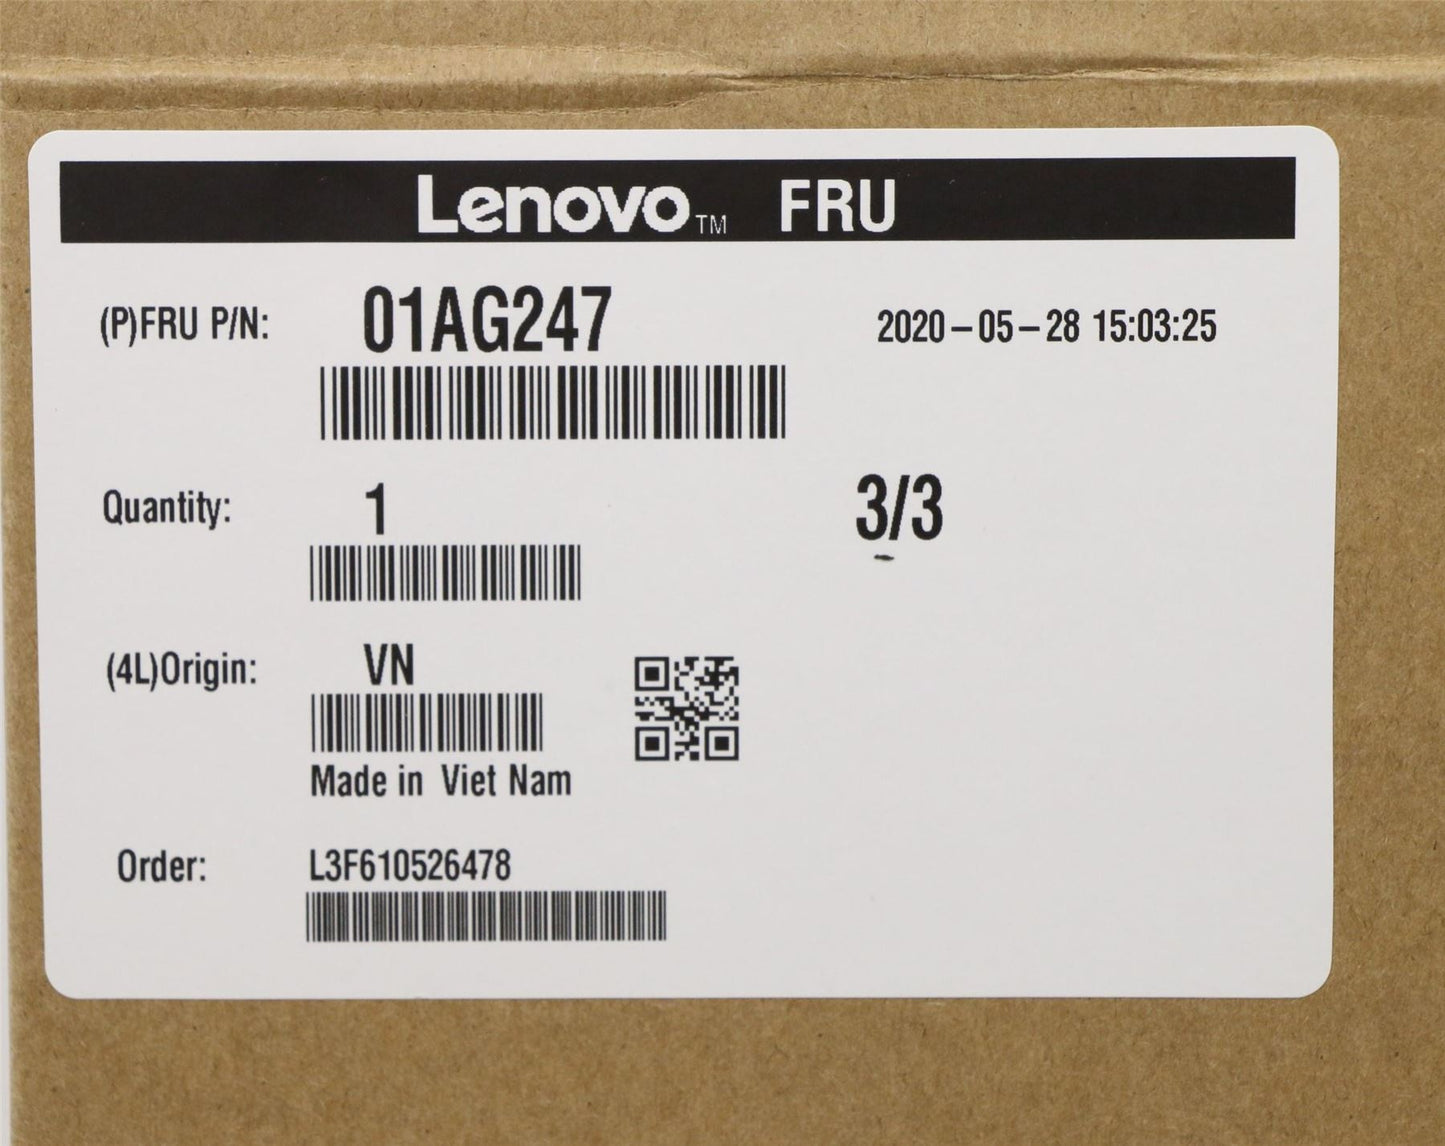 Lenovo™ FRU
(P)FRU P/N: 01AG247 2020-05-28 15:03:25
Quantity: 1 3/3
(4L)Origin: VN
Made in Viet Nam
Order: L3F610526478